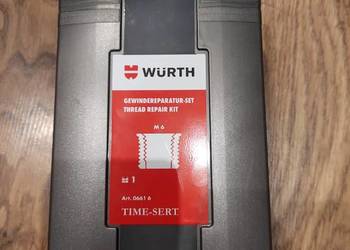 WÜRTH
GEWINDEREPARATUR-SET
THREAD REPAIR KIT
M 6
1
Art. 0661 6
TIME-SERT